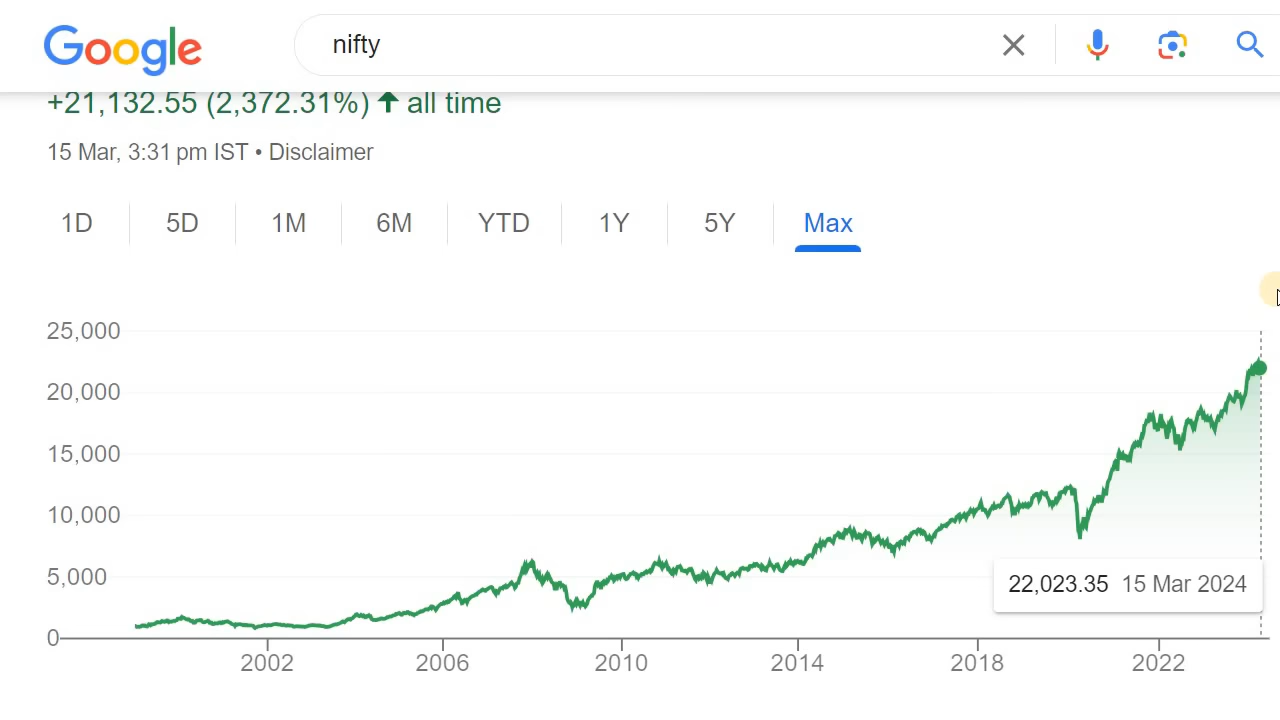 Google
nifty
+21,132.55 (2,372.31%) ↑ all time
15 Mar, 3:31 pm IST • Disclaimer
1D 5D 1M 6M YTD 1Y 5Y Max
25,000
20,000
15,000
10,000
5,000
22,023.35 15 Mar 2024
0
2002 2006 2010 2014 2018 2022